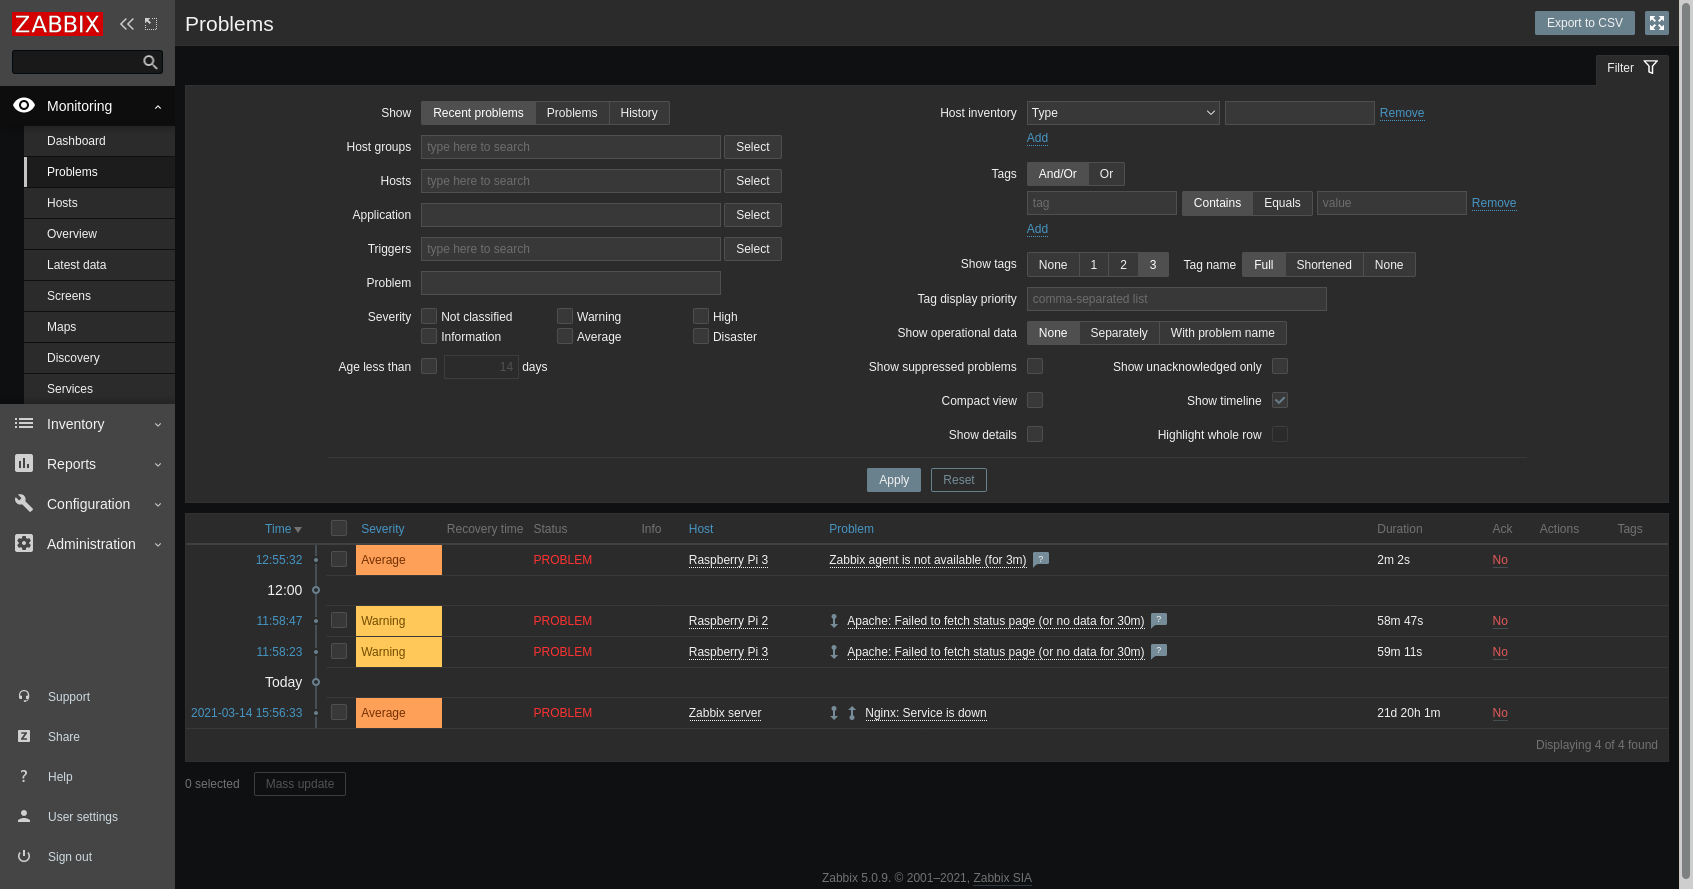 ZABBIX
Problems
Export to CSV
Filter
Monitoring
Dashboard
Problems
Hosts
Overview
Latest data
Screens
Maps
Discovery
Services
Inventory
Reports
Configuration
Administration
Support
Share
Help
User settings
Sign out
Show Recent problems Problems History
Host groups type here to search Select
Hosts type here to search Select
Application Select
Triggers type here to search Select
Problem
Severity Not classified Warning High
Information Average Disaster
Age less than 14 days
Host inventory Type Remove
Add
Tags And/Or Or
tag Contains Equals value Remove
Add
Show tags None 1 2 3 Tag name Full Shortened None
Tag display priority comma-separated list
Show operational data None Separately With problem name
Show suppressed problems Show unacknowledged only
Compact view Show timeline
Show details Highlight whole row
Apply Reset
Time Severity Recovery time Status Info Host Problem Duration Ack Actions Tags
12:55:32 Average PROBLEM Raspberry Pi 3 Zabbix agent is not available (for 3m) ? 2m 2s No
12:00
11:58:47 Warning PROBLEM Raspberry Pi 2 Apache: Failed to fetch status page (or no data for 30m) ? 58m 47s No
11:58:23 Warning PROBLEM Raspberry Pi 3 Apache: Failed to fetch status page (or no data for 30m) ? 59m 11s No
Today
2021-03-14 15:56:33 Average PROBLEM Zabbix server Nginx: Service is down 21d 20h 1m No
Displaying 4 of 4 found
0 selected Mass update
Zabbix 5.0.9. © 2001–2021, Zabbix SIA